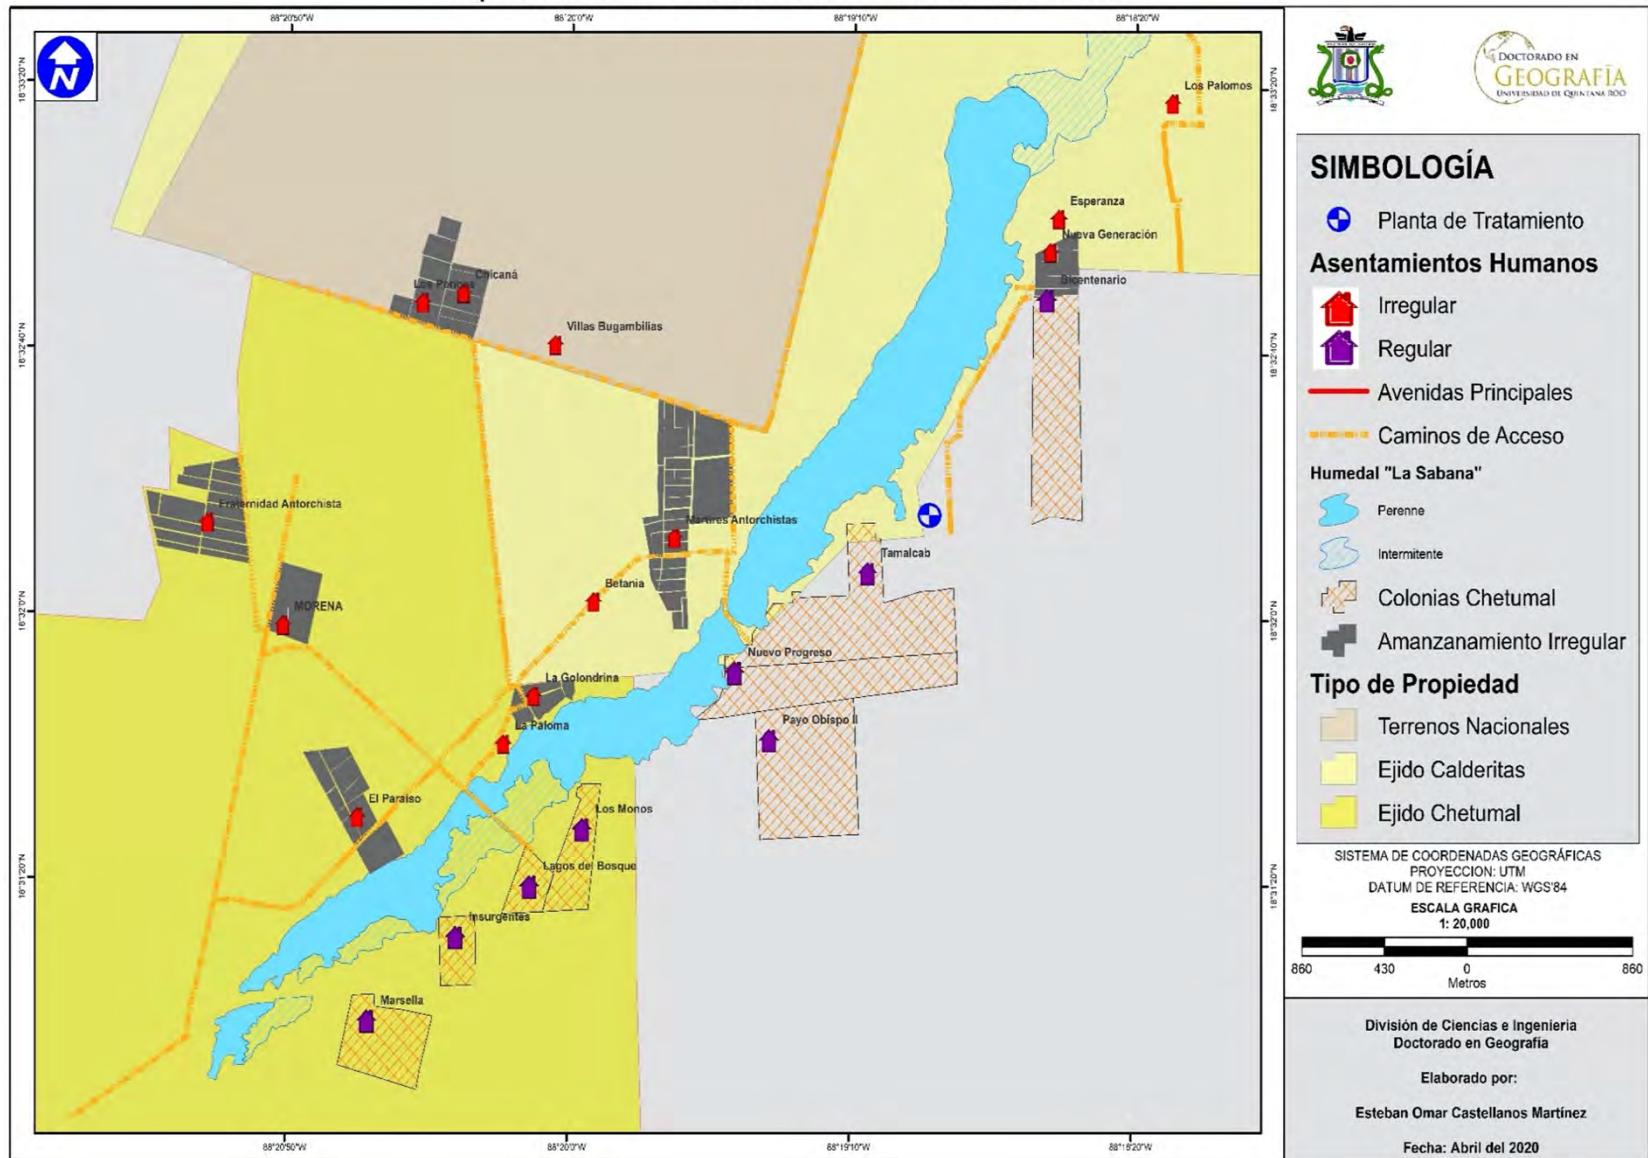 88°20'50"W
88°20'0"W
88°19'10"W
88°18'20"W
N
Los Palomos
18°33'20"N
Esperanza
Nueva Generación
Bicentenario
Chicaná
Villas Bugambilias
18°32'40"N
Fraternidad Antorchista
Martires Antorchistas
Tamalcab
Betania
MORENA
18°32'0"N
Nuevo Progreso
La Golondrina
Payo Obispo II
La Paloma
El Paraiso
Los Monos
Lagos del Bosque
18°31'20"N
Insurgentes
Marsella
88°20'50"W
88°20'0"W
88°19'10"W
88°18'20"W
DOCTORADO EN
GEOGRAFÍA
UNIVERSIDAD DE QUINTANA ROO
SIMBOLOGÍA
Planta de Tratamiento
Asentamientos Humanos
Irregular
Regular
Avenidas Principales
Caminos de Acceso
Humedal "La Sabana"
Perenne
Intermitente
Colonias Chetumal
Amanzanamiento Irregular
Tipo de Propiedad
Terrenos Nacionales
Ejido Calderitas
Ejido Chetumal
SISTEMA DE COORDENADAS GEOGRÁFICAS
PROYECCION: UTM
DATUM DE REFERENCIA: WGS'84
ESCALA GRAFICA
1: 20,000
860 430 0 860
Metros
División de Ciencias e Ingenieria
Doctorado en Geografía
Elaborado por:
Esteban Omar Castellanos Martínez
Fecha: Abril del 2020